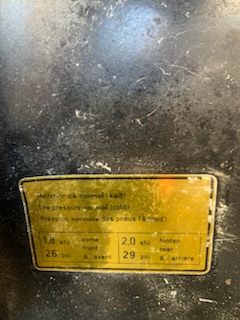 Reifendruck normal (kalt)
Tire pressure normal (cold)
Pression normale des pneus (à froid)
1,8 atü vorne 2,0 atü hinten
front rear
26 psi à avant 29 psi à arrière